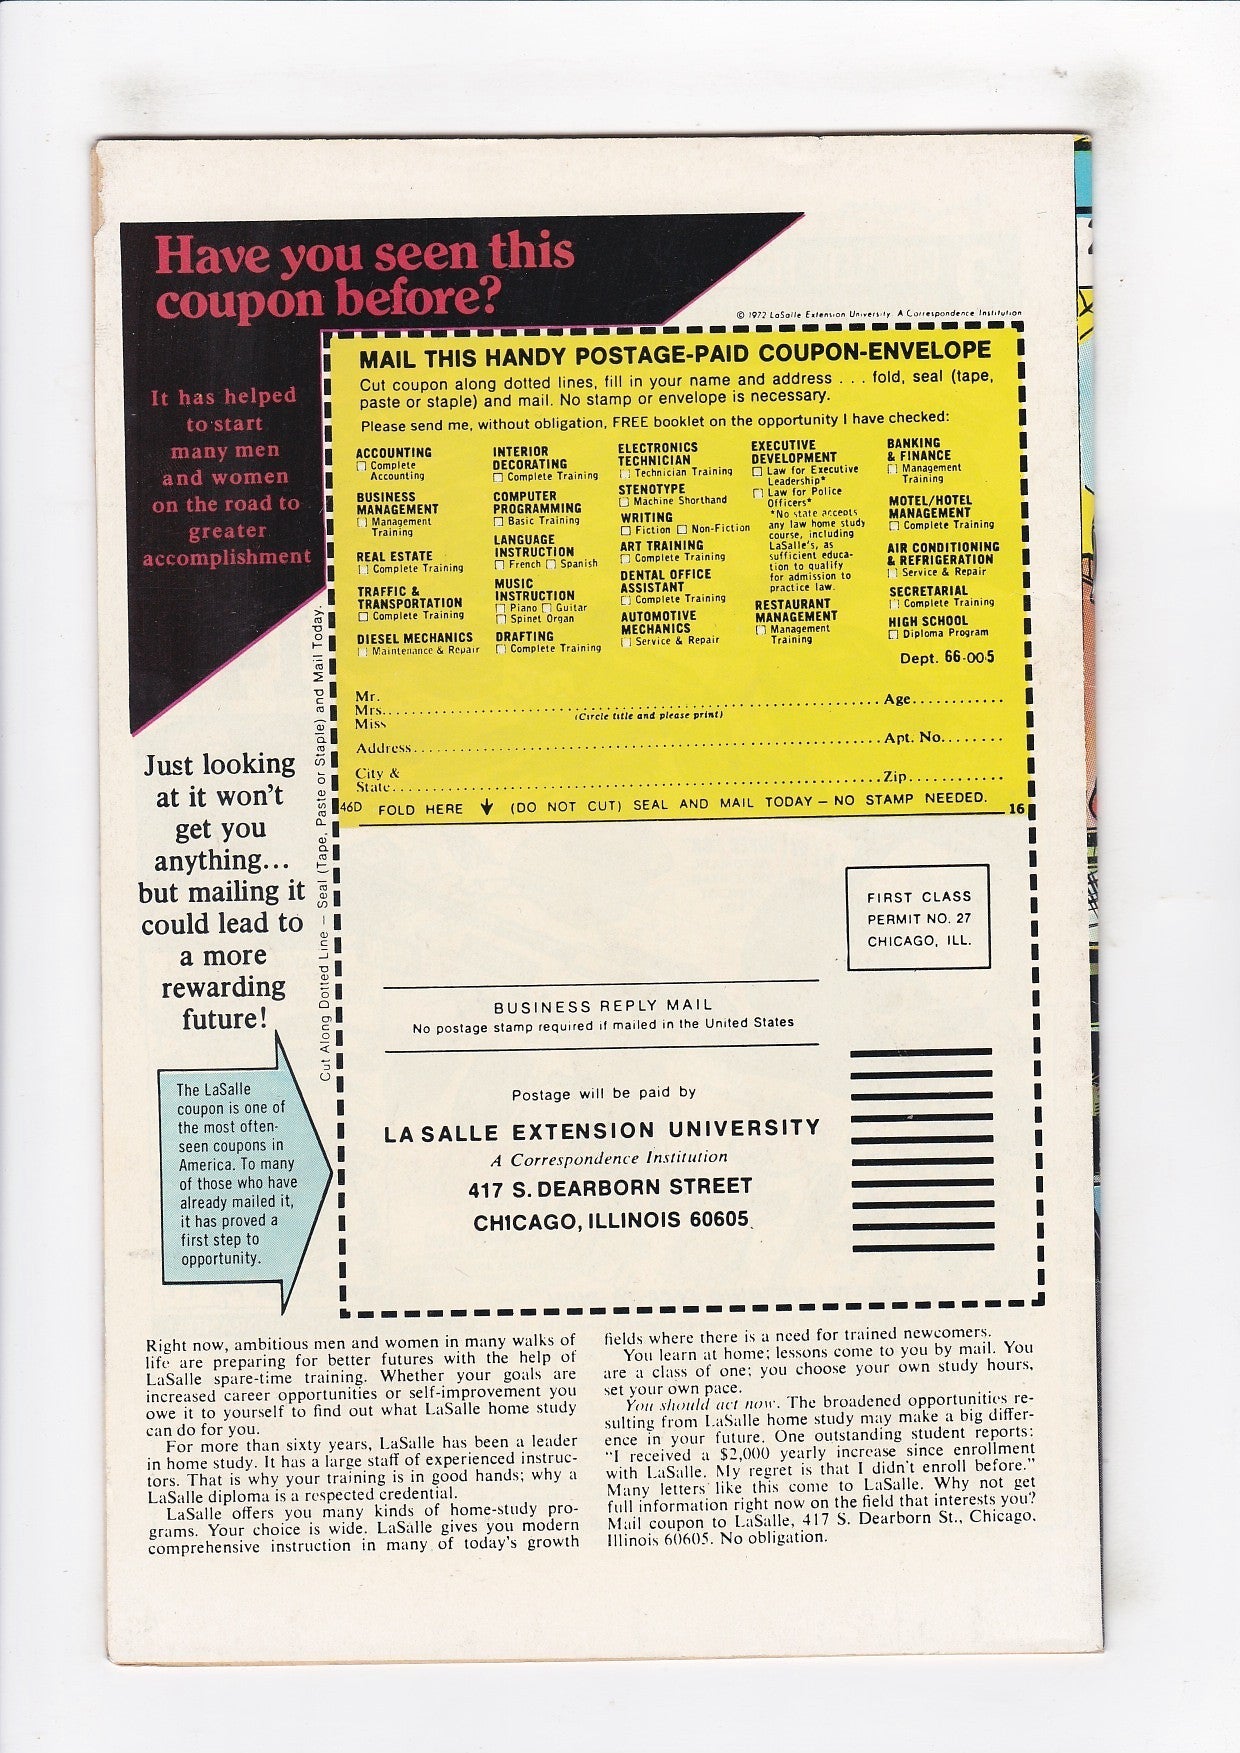 Have you seen this
coupon before?
It has helped
to start
many men
and women
on the road to
greater
accomplishment
© 1972 LaSalle Extension University A Correspondence Institution
MAIL THIS HANDY POSTAGE-PAID COUPON-ENVELOPE
Cut coupon along dotted lines, fill in your name and address . . . fold, seal (tape,
paste or staple) and mail. No stamp or envelope is necessary.
Please send me, without obligation, FREE booklet on the opportunity I have checked:
ACCOUNTING
☐ Complete
Accounting
BUSINESS
MANAGEMENT
☐ Management
Training
REAL ESTATE
☐ Complete Training
TRAFFIC &
TRANSPORTATION
☐ Complete Training
DIESEL MECHANICS
☐ Maintenance & Repair
INTERIOR
DECORATING
☐ Complete Training
COMPUTER
PROGRAMMING
☐ Basic Training
LANGUAGE
INSTRUCTION
☐ French ☐ Spanish
MUSIC
INSTRUCTION
☐ Piano ☐ Guitar
☐ Spinet Organ
DRAFTING
☐ Complete Training
ELECTRONICS
TECHNICIAN
☐ Technician Training
STENOTYPE
☐ Machine Shorthand
WRITING
☐ Fiction ☐ Non-Fiction
ART TRAINING
☐ Complete Training
DENTAL OFFICE
ASSISTANT
☐ Complete Training
AUTOMOTIVE
MECHANICS
☐ Service & Repair
EXECUTIVE
DEVELOPMENT
☐ Law for Executive
Leadership*
☐ Law for Police
Officers*
*No state accepts
any law home study
course, including
LaSalle's, as
sufficient educa-
tion to qualify
for admission to
practice law.
RESTAURANT
MANAGEMENT
☐ Management
Training
BANKING
& FINANCE
☐ Management
Training
MOTEL/HOTEL
MANAGEMENT
☐ Complete Training
AIR CONDITIONING
& REFRIGERATION
☐ Service & Repair
SECRETARIAL
☐ Complete Training
HIGH SCHOOL
☐ Diploma Program
Dept. 66-005
Mr.
Mrs. Age
Miss (Circle title and please print)
Address Apt. No.
City &
State Zip
46D FOLD HERE (DO NOT CUT) SEAL AND MAIL TODAY – NO STAMP NEEDED. 16
Cut Along Dotted Line – Seal (Tape, Paste or Staple) and Mail Today.
Just looking
at it won't
get you
anything...
but mailing it
could lead to
a more
rewarding
future!
The LaSalle
coupon is one of
the most often-
seen coupons in
America. To many
of those who have
already mailed it,
it has proved a
first step to
opportunity.
FIRST CLASS
PERMIT NO. 27
CHICAGO, ILL.
BUSINESS REPLY MAIL
No postage stamp required if mailed in the United States
Postage will be paid by
LA SALLE EXTENSION UNIVERSITY
A Correspondence Institution
417 S. DEARBORN STREET
CHICAGO, ILLINOIS 60605
Right now, ambitious men and women in many walks of
life are preparing for better futures with the help of
LaSalle spare-time training. Whether your goals are
increased career opportunities or self-improvement you
owe it to yourself to find out what LaSalle home study
can do for you.
For more than sixty years, LaSalle has been a leader
in home study. It has a large staff of experienced instruc-
tors. That is why your training is in good hands; why a
LaSalle diploma is a respected credential.
LaSalle offers you many kinds of home-study pro-
grams. Your choice is wide. LaSalle gives you modern
comprehensive instruction in many of today's growth
fields where there is a need for trained newcomers.
You learn at home; lessons come to you by mail. You
are a class of one; you choose your own study hours,
set your own pace.
You should act now. The broadened opportunities re-
sulting from LaSalle home study may make a big differ-
ence in your future. One outstanding student reports:
"I received a $2,000 yearly increase since enrollment
with LaSalle. My regret is that I didn't enroll before."
Many letters like this come to LaSalle. Why not get
full information right now on the field that interests you?
Mail coupon to LaSalle, 417 S. Dearborn St., Chicago,
Illinois 60605. No obligation.